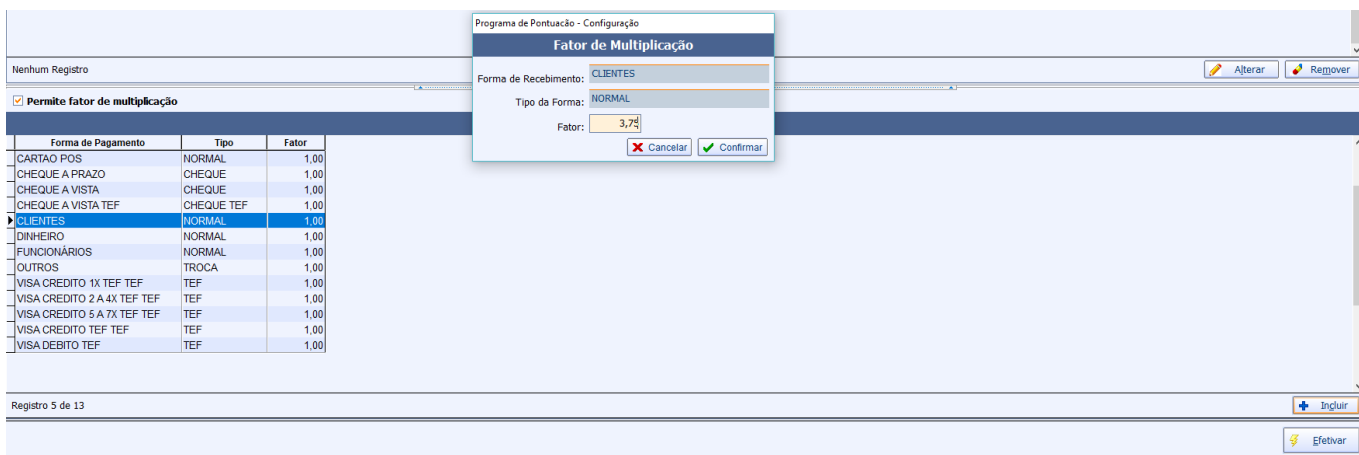 Programa de Pontuacão - Configuração
Fator de Multiplicação
Forma de Recebimento: CLIENTES
Tipo da Forma: NORMAL
Fator: 3,75
Cancelar Confirmar
Nenhum Registro
Alterar Remover
Permite fator de multiplicação
Forma de Pagamento Tipo Fator
CARTAO POS NORMAL 1,00
CHEQUE A PRAZO CHEQUE 1,00
CHEQUE A VISTA CHEQUE 1,00
CHEQUE A VISTA TEF CHEQUE TEF 1,00
CLIENTES NORMAL 1,00
DINHEIRO NORMAL 1,00
FUNCIONÁRIOS NORMAL 1,00
OUTROS TROCA 1,00
VISA CREDITO 1X TEF TEF TEF 1,00
VISA CREDITO 2 A 4X TEF TEF TEF 1,00
VISA CREDITO 5 A 7X TEF TEF TEF 1,00
VISA CREDITO TEF TEF TEF 1,00
VISA DEBITO TEF TEF 1,00
Registro 5 de 13
Incluir
Efetivar